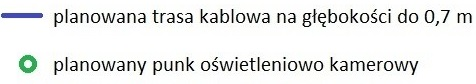 planowana trasa kablowa na głębokości do 0,7 m
planowany punk oświetleniowo kamerowy